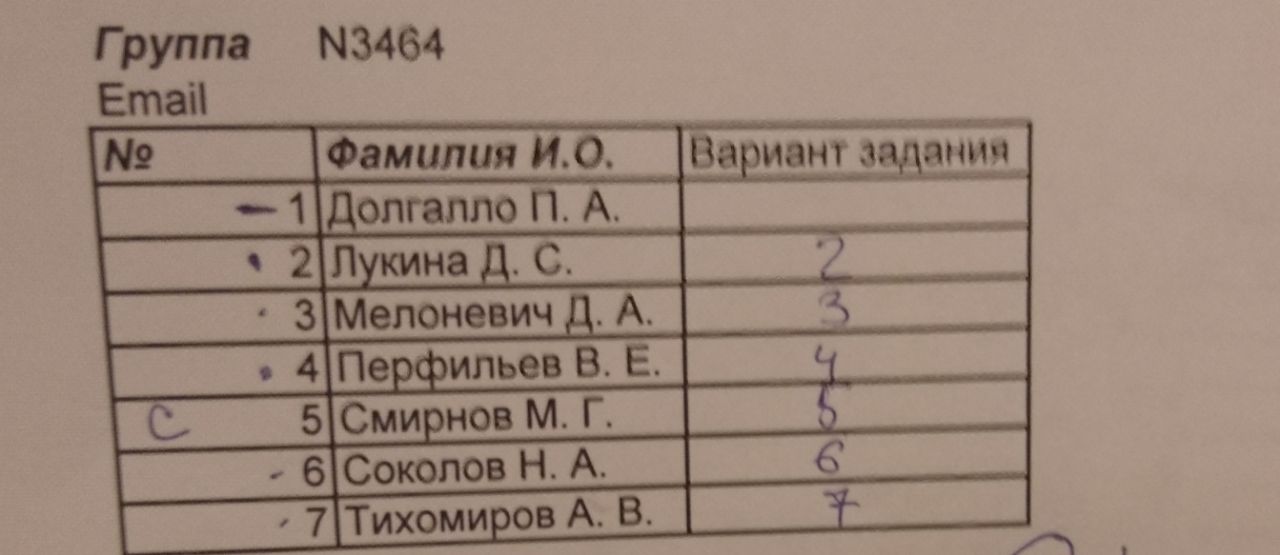 Группа N3464
Email
№ Фамилия И.О. Вариант задания
1 Долгалло П. А.
2 Лукина Д. С. 2
3 Мелоневич Д. А. 3
4 Перфильев В. Е. 4
С 5 Смирнов М. Г. 5
6 Соколов Н. А. 6
7 Тихомиров А. В. 7